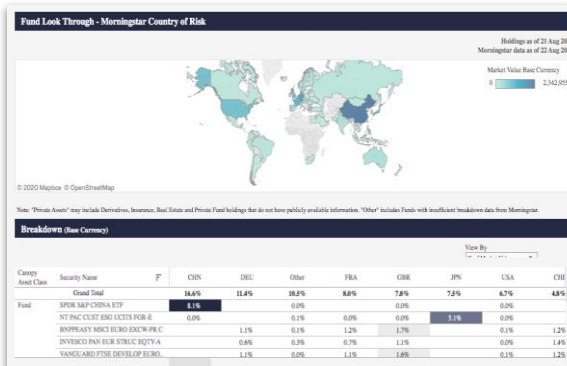 Fund Look Through - Morningstar Country of Risk
Holdings as of 21 Aug 20
Morningstar data as of 22 Aug 20
Market Value Base Currency
0 2,342,955
© 2020 Mapbox © OpenStreetMap
Note: "Private Assets" may include Derivatives, Insurance, Real Estate and Private Fund holdings that do not have publicly available information. "Other" includes Funds with insufficient breakdown data from Morningstar.
Breakdown (Base Currency)
View By
Canopy Asset Class Security Name CHN DEU Other FRA GBR JPN USA CHE
Grand Total 16.6% 11.4% 10.5% 8.0% 7.8% 7.5% 6.7% 4.8%
Fund SPDR S&P CHINA ETF 8.1% 0.0% 0.0% 0.0%
NT PAC CUST ESG UCITS FGR-E 0.0% 0.1% 0.0% 0.0% 5.1% 0.0%
BNPPEASY MSCI EURO EXCW-PR C 1.1% 0.1% 1.2% 1.7% 0.1% 1.2%
INVESCO PAN EUR STRUC EQTY-A 0.6% 0.3% 0.7% 1.1% 0.0% 1.4%
VANGUARD FTSE DEVELOP EURO.. 1.1% 0.0% 1.1% 1.6% 0.1% 1.2%